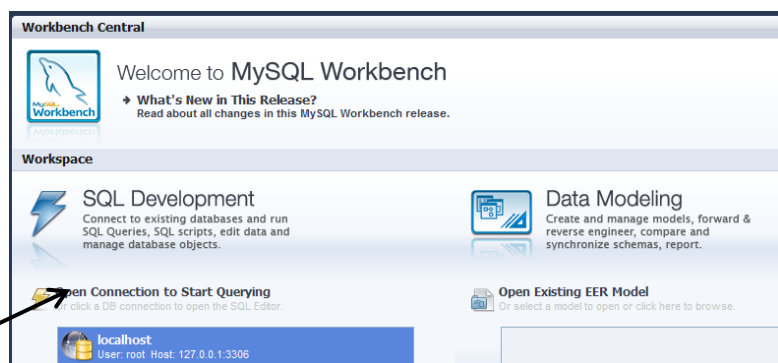 Workbench Central
MySQL
Workbench
Welcome to MySQL Workbench
What's New in This Release?
Read about all changes in this MySQL Workbench release.
Workspace
SQL Development
Connect to existing databases and run
SQL Queries, SQL scripts, edit data and
manage database objects.
Data Modeling
Create and manage models, forward &
reverse engineer, compare and
synchronize schemas, report.
Open Connection to Start Querying
Or click a DB connection to open the SQL Editor.
Open Existing EER Model
Or select a model to open or click here to browse.
localhost
User: root Host: 127.0.0.1:3306